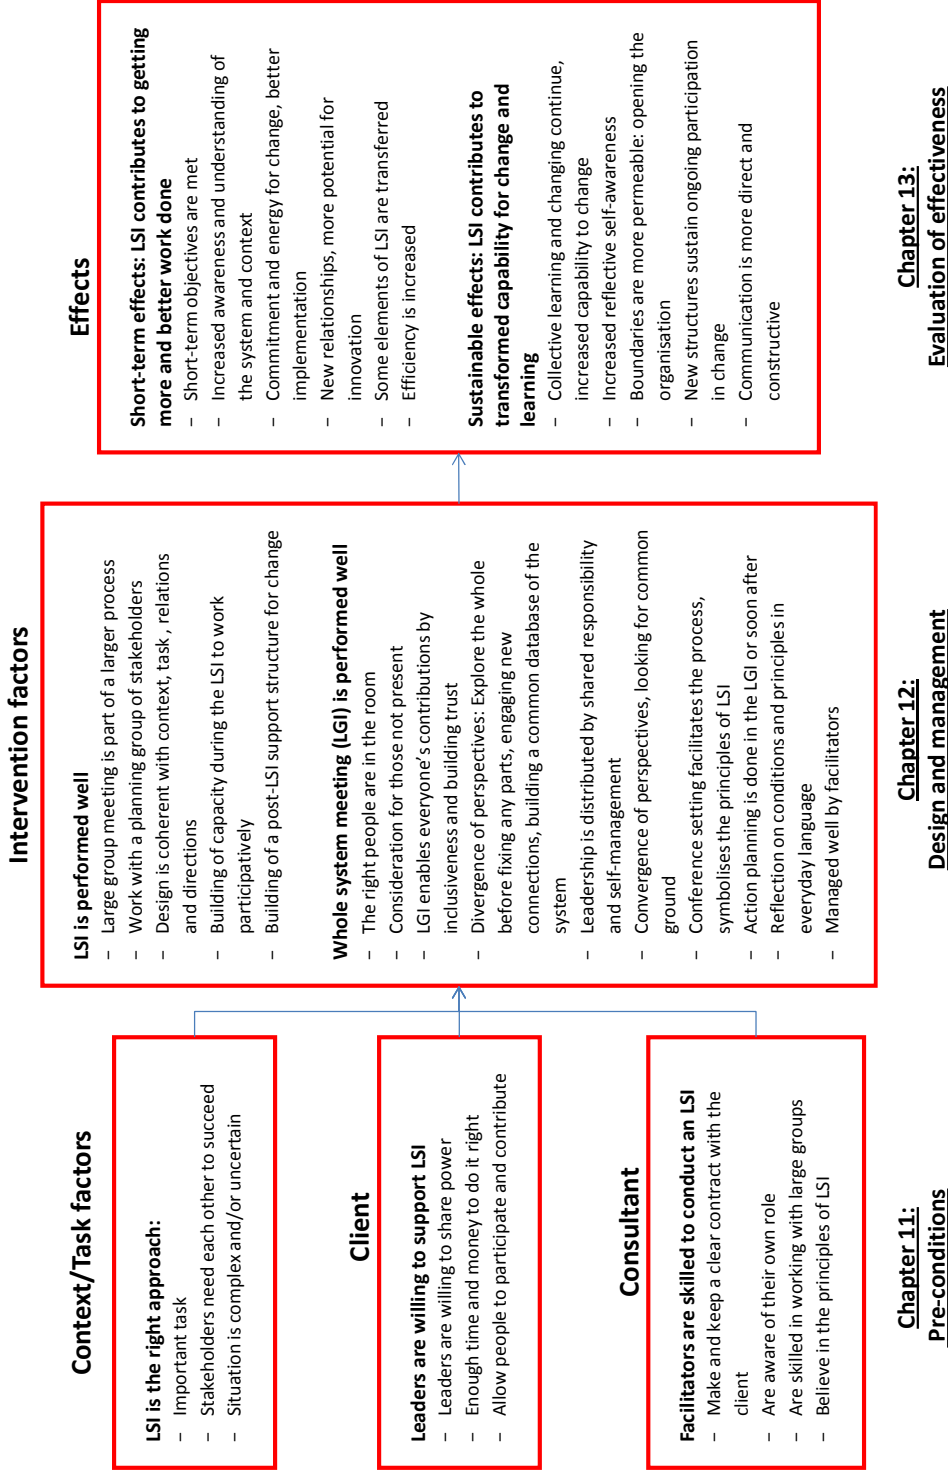 Context/Task factors
LSI is the right approach:
– Important task
– Stakeholders need each other to succeed
– Situation is complex and/or uncertain
Client
Leaders are willing to support LSI
– Leaders are willing to share power
– Enough time and money to do it right
– Allow people to participate and contribute
Consultant
Facilitators are skilled to conduct an LSI
– Make and keep a clear contract with the
client
– Are aware of their own role
– Are skilled in working with large groups
– Believe in the principles of LSI
Chapter 11:
Pre-conditions
Intervention factors
LSI is performed well
– Large group meeting is part of a larger process
– Work with a planning group of stakeholders
– Design is coherent with context, task , relations
and directions
– Building of capacity during the LSI to work
participatively
– Building of a post-LSI support structure for change
Whole system meeting (LGI) is performed well
– The right people are in the room
– Consideration for those not present
– LGI enables everyone’s contributions by
inclusiveness and building trust
– Divergence of perspectives: Explore the whole
before fixing any parts, engaging new
connections, building a common database of the
system
– Leadership is distributed by shared responsibility
and self-management
– Convergence of perspectives, looking for common
ground
– Conference setting facilitates the process,
symbolises the principles of LSI
– Action planning is done in the LGI or soon after
– Reflection on conditions and principles in
everyday language
– Managed well by facilitators
Chapter 12:
Design and management
Effects
Short-term effects: LSI contributes to getting
more and better work done
– Short-term objectives are met
– Increased awareness and understanding of
the system and context
– Commitment and energy for change, better
implementation
– New relationships, more potential for
innovation
– Some elements of LSI are transferred
– Efficiency is increased
Sustainable effects: LSI contributes to
transformed capability for change and
learning
– Collective learning and changing continue,
increased capability to change
– Increased reflective self-awareness
– Boundaries are more permeable: opening the
organisation
– New structures sustain ongoing participation
in change
– Communication is more direct and
constructive
Chapter 13:
Evaluation of effectiveness